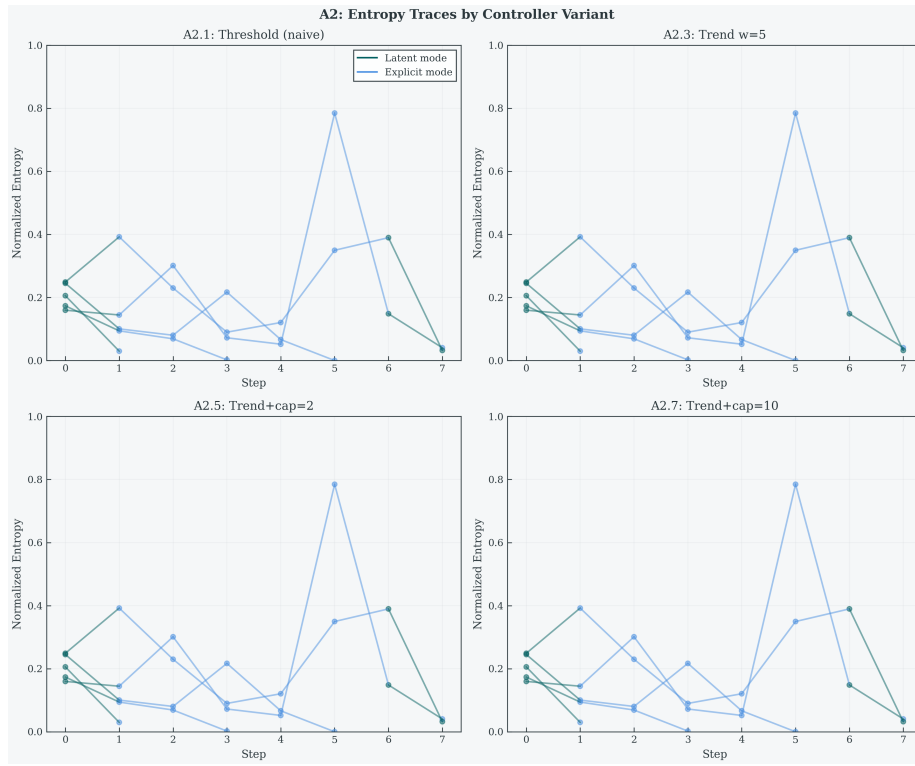 A2: Entropy Traces by Controller Variant
A2.1: Threshold (naive)
Latent mode
Explicit mode
Normalized Entropy
1.0
0.8
0.6
0.4
0.2
0.0
0 1 2 3 4 5 6 7
Step
A2.3: Trend w=5
Normalized Entropy
1.0
0.8
0.6
0.4
0.2
0.0
0 1 2 3 4 5 6 7
Step
A2.5: Trend+cap=2
Normalized Entropy
1.0
0.8
0.6
0.4
0.2
0.0
0 1 2 3 4 5 6 7
Step
A2.7: Trend+cap=10
Normalized Entropy
1.0
0.8
0.6
0.4
0.2
0.0
0 1 2 3 4 5 6 7
Step